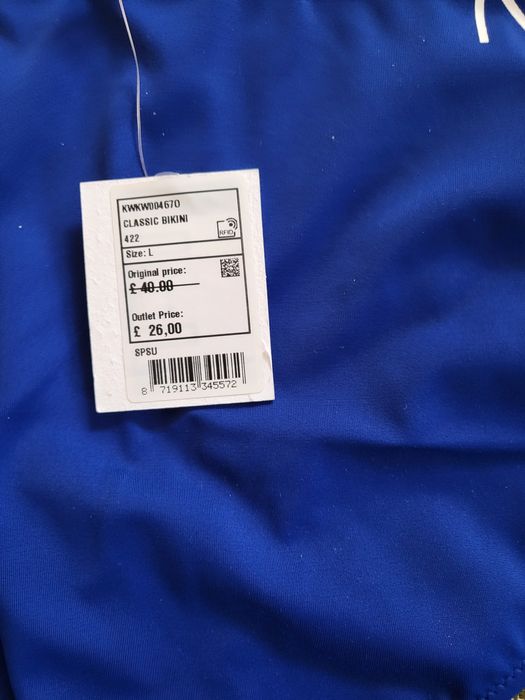 KWKW004670
CLASSIC BIKINI
422
RFID
Size: L
Original price:
£ 40.00
Outlet Price:
£ 26,00
SPSU
8 719113 345572